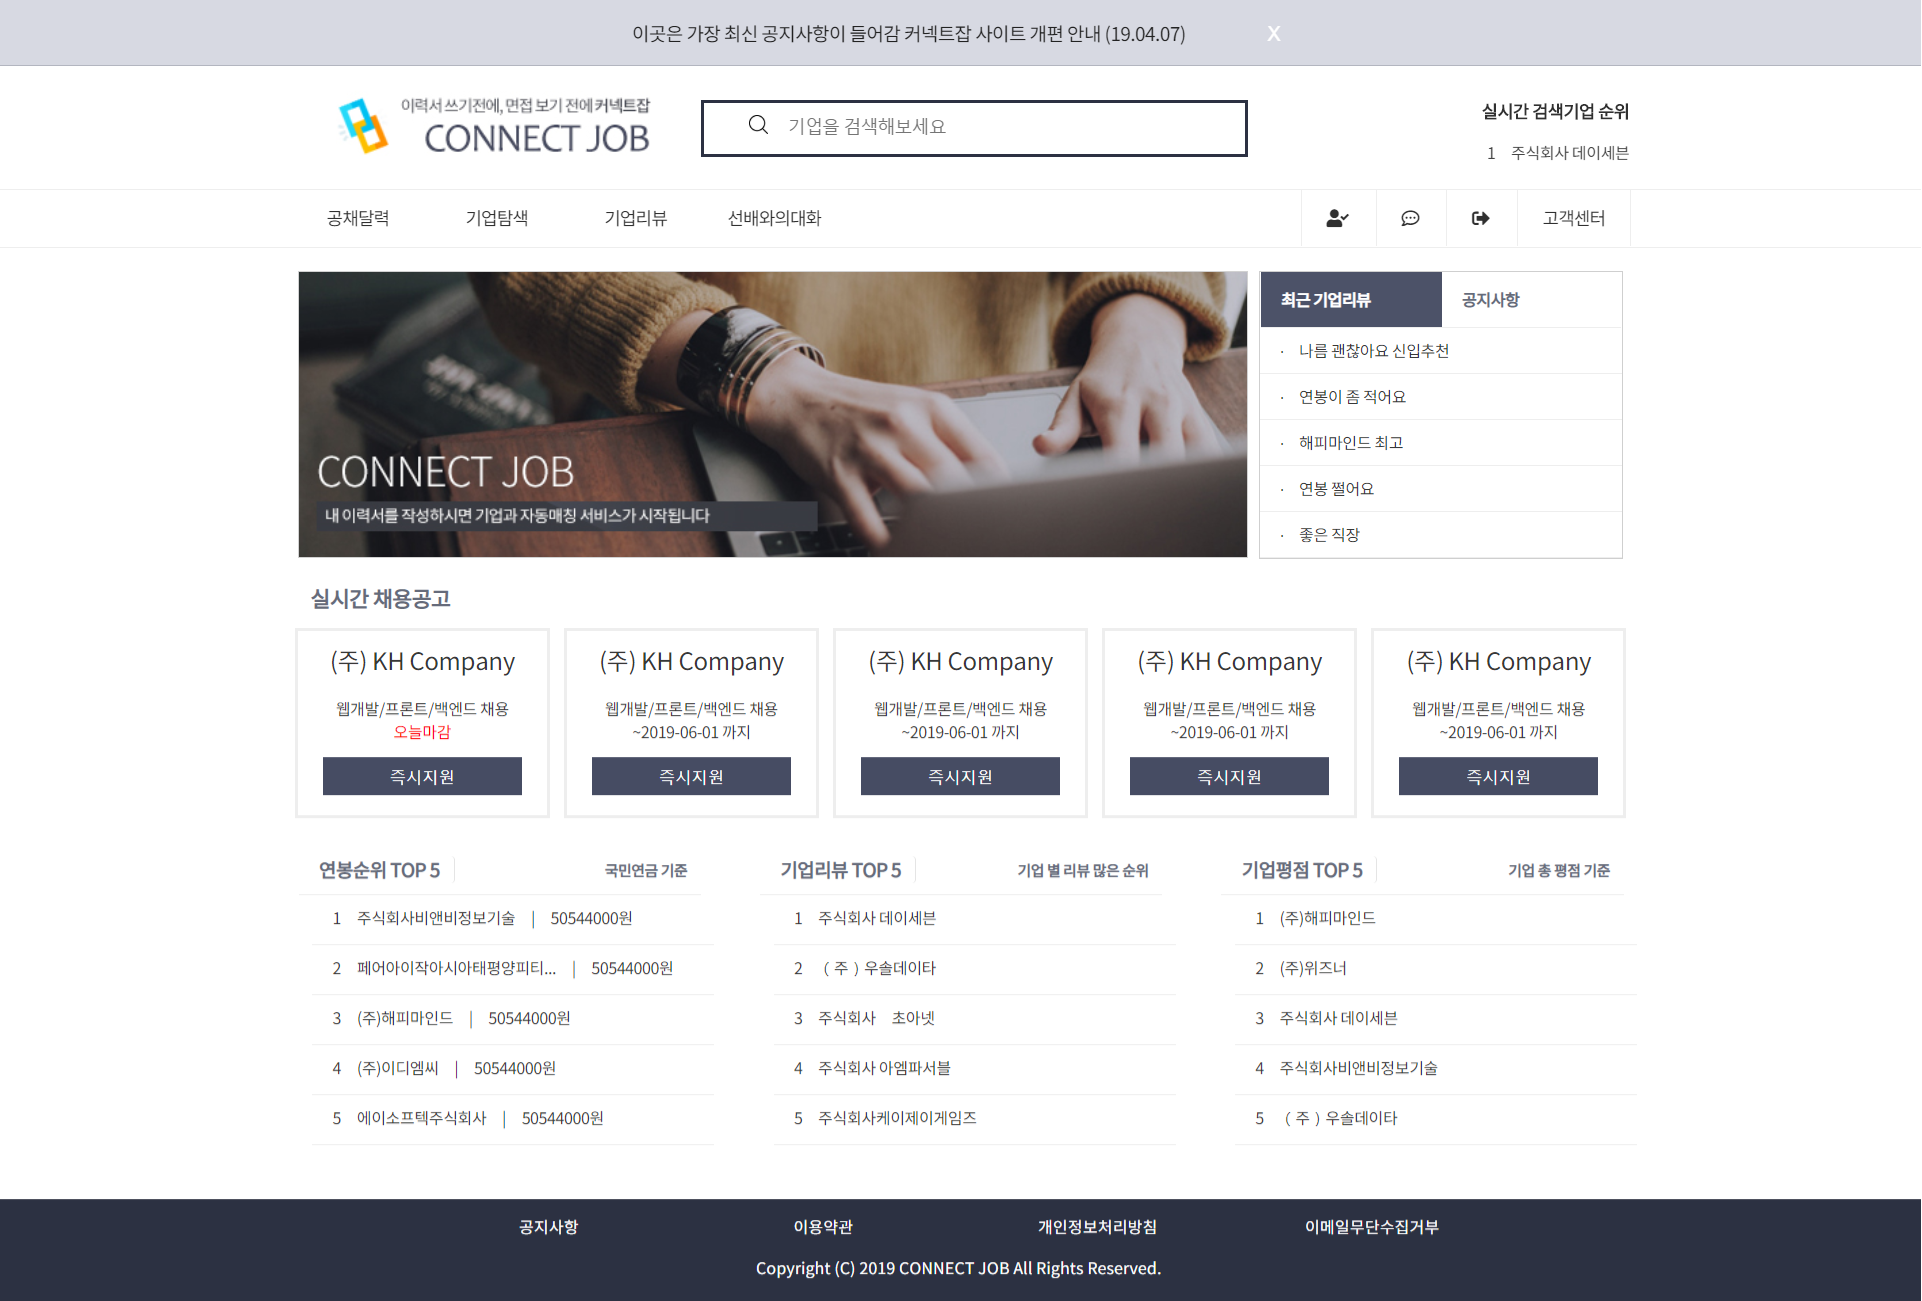 이곳은 가장 최신 공지사항이 들어감 커넥트잡 사이트 개편 안내 (19.04.07)
X
이력서 쓰기전에, 면접 보기 전에 커넥트잡
CONNECT JOB
기업을 검색해보세요
실시간 검색기업 순위
1 주식회사 데이세븐
공채달력 기업탐색 기업리뷰 선배와의대화 고객센터
CONNECT JOB
내 이력서를 작성하시면 기업과 자동매칭 서비스가 시작됩니다
최근 기업리뷰 공지사항
· 나름 괜찮아요 신입추천
· 연봉이 좀 적어요
· 해피마인드 최고
· 연봉 쩔어요
· 좋은 직장
실시간 채용공고
(주) KH Company
웹개발/프론트/백엔드 채용
오늘마감
즉시지원
(주) KH Company
웹개발/프론트/백엔드 채용
~2019-06-01 까지
즉시지원
(주) KH Company
웹개발/프론트/백엔드 채용
~2019-06-01 까지
즉시지원
(주) KH Company
웹개발/프론트/백엔드 채용
~2019-06-01 까지
즉시지원
(주) KH Company
웹개발/프론트/백엔드 채용
~2019-06-01 까지
즉시지원
연봉순위 TOP 5 국민연금 기준
1 주식회사비앤비정보기술 | 50544000원
2 페어아이작아시아태평양피티... | 50544000원
3 (주)해피마인드 | 50544000원
4 (주)이디엠씨 | 50544000원
5 에이소프텍주식회사 | 50544000원
기업리뷰 TOP 5 기업 별 리뷰 많은 순위
1 주식회사 데이세븐
2 （주）우솔데이타
3 주식회사　초아넷
4 주식회사 아엠파서블
5 주식회사케이제이게임즈
기업평점 TOP 5 기업 총 평점 기준
1 (주)해피마인드
2 (주)위즈너
3 주식회사 데이세븐
4 주식회사비앤비정보기술
5 （주）우솔데이타
공지사항 이용약관 개인정보처리방침 이메일무단수집거부
Copyright (C) 2019 CONNECT JOB All Rights Reserved.